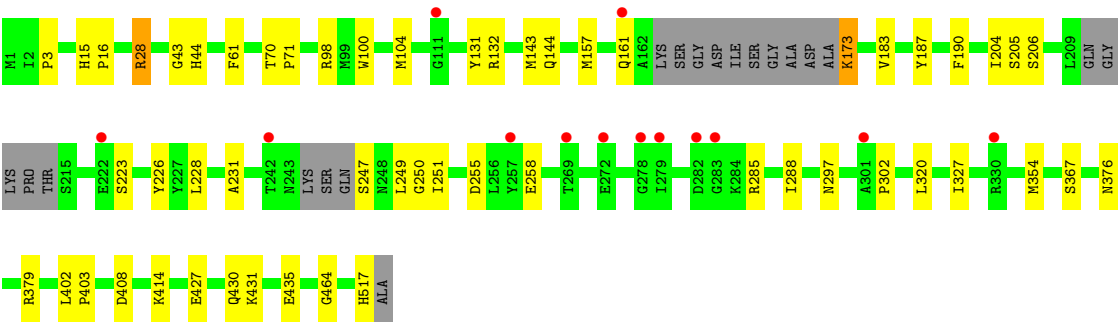 M1 I2 P3 H15 P16 R28 G43 H44 F61 T70 P71 R98 M99 W100 M104 G111 Y131 R132 M143 Q144 M157 Q161 A162 LYS SER GLY ASP ILE SER GLY ALA ASP ALA K173 V183 Y187 F190 I204 S205 S206 L209 GLN GLY
LYS PRO THR S215 E222 S223 Y226 Y227 L228 A231 T242 N243 LYS SER GLN S247 N248 L249 G250 I251 D255 L256 Y257 E258 T269 E272 G278 I279 D282 G283 K284 R285 I288 N297 A301 P302 L320 I327 R330 M354 S367 N376
R379 L402 P403 D408 K414 E427 Q430 K431 E435 G464 H517 ALA